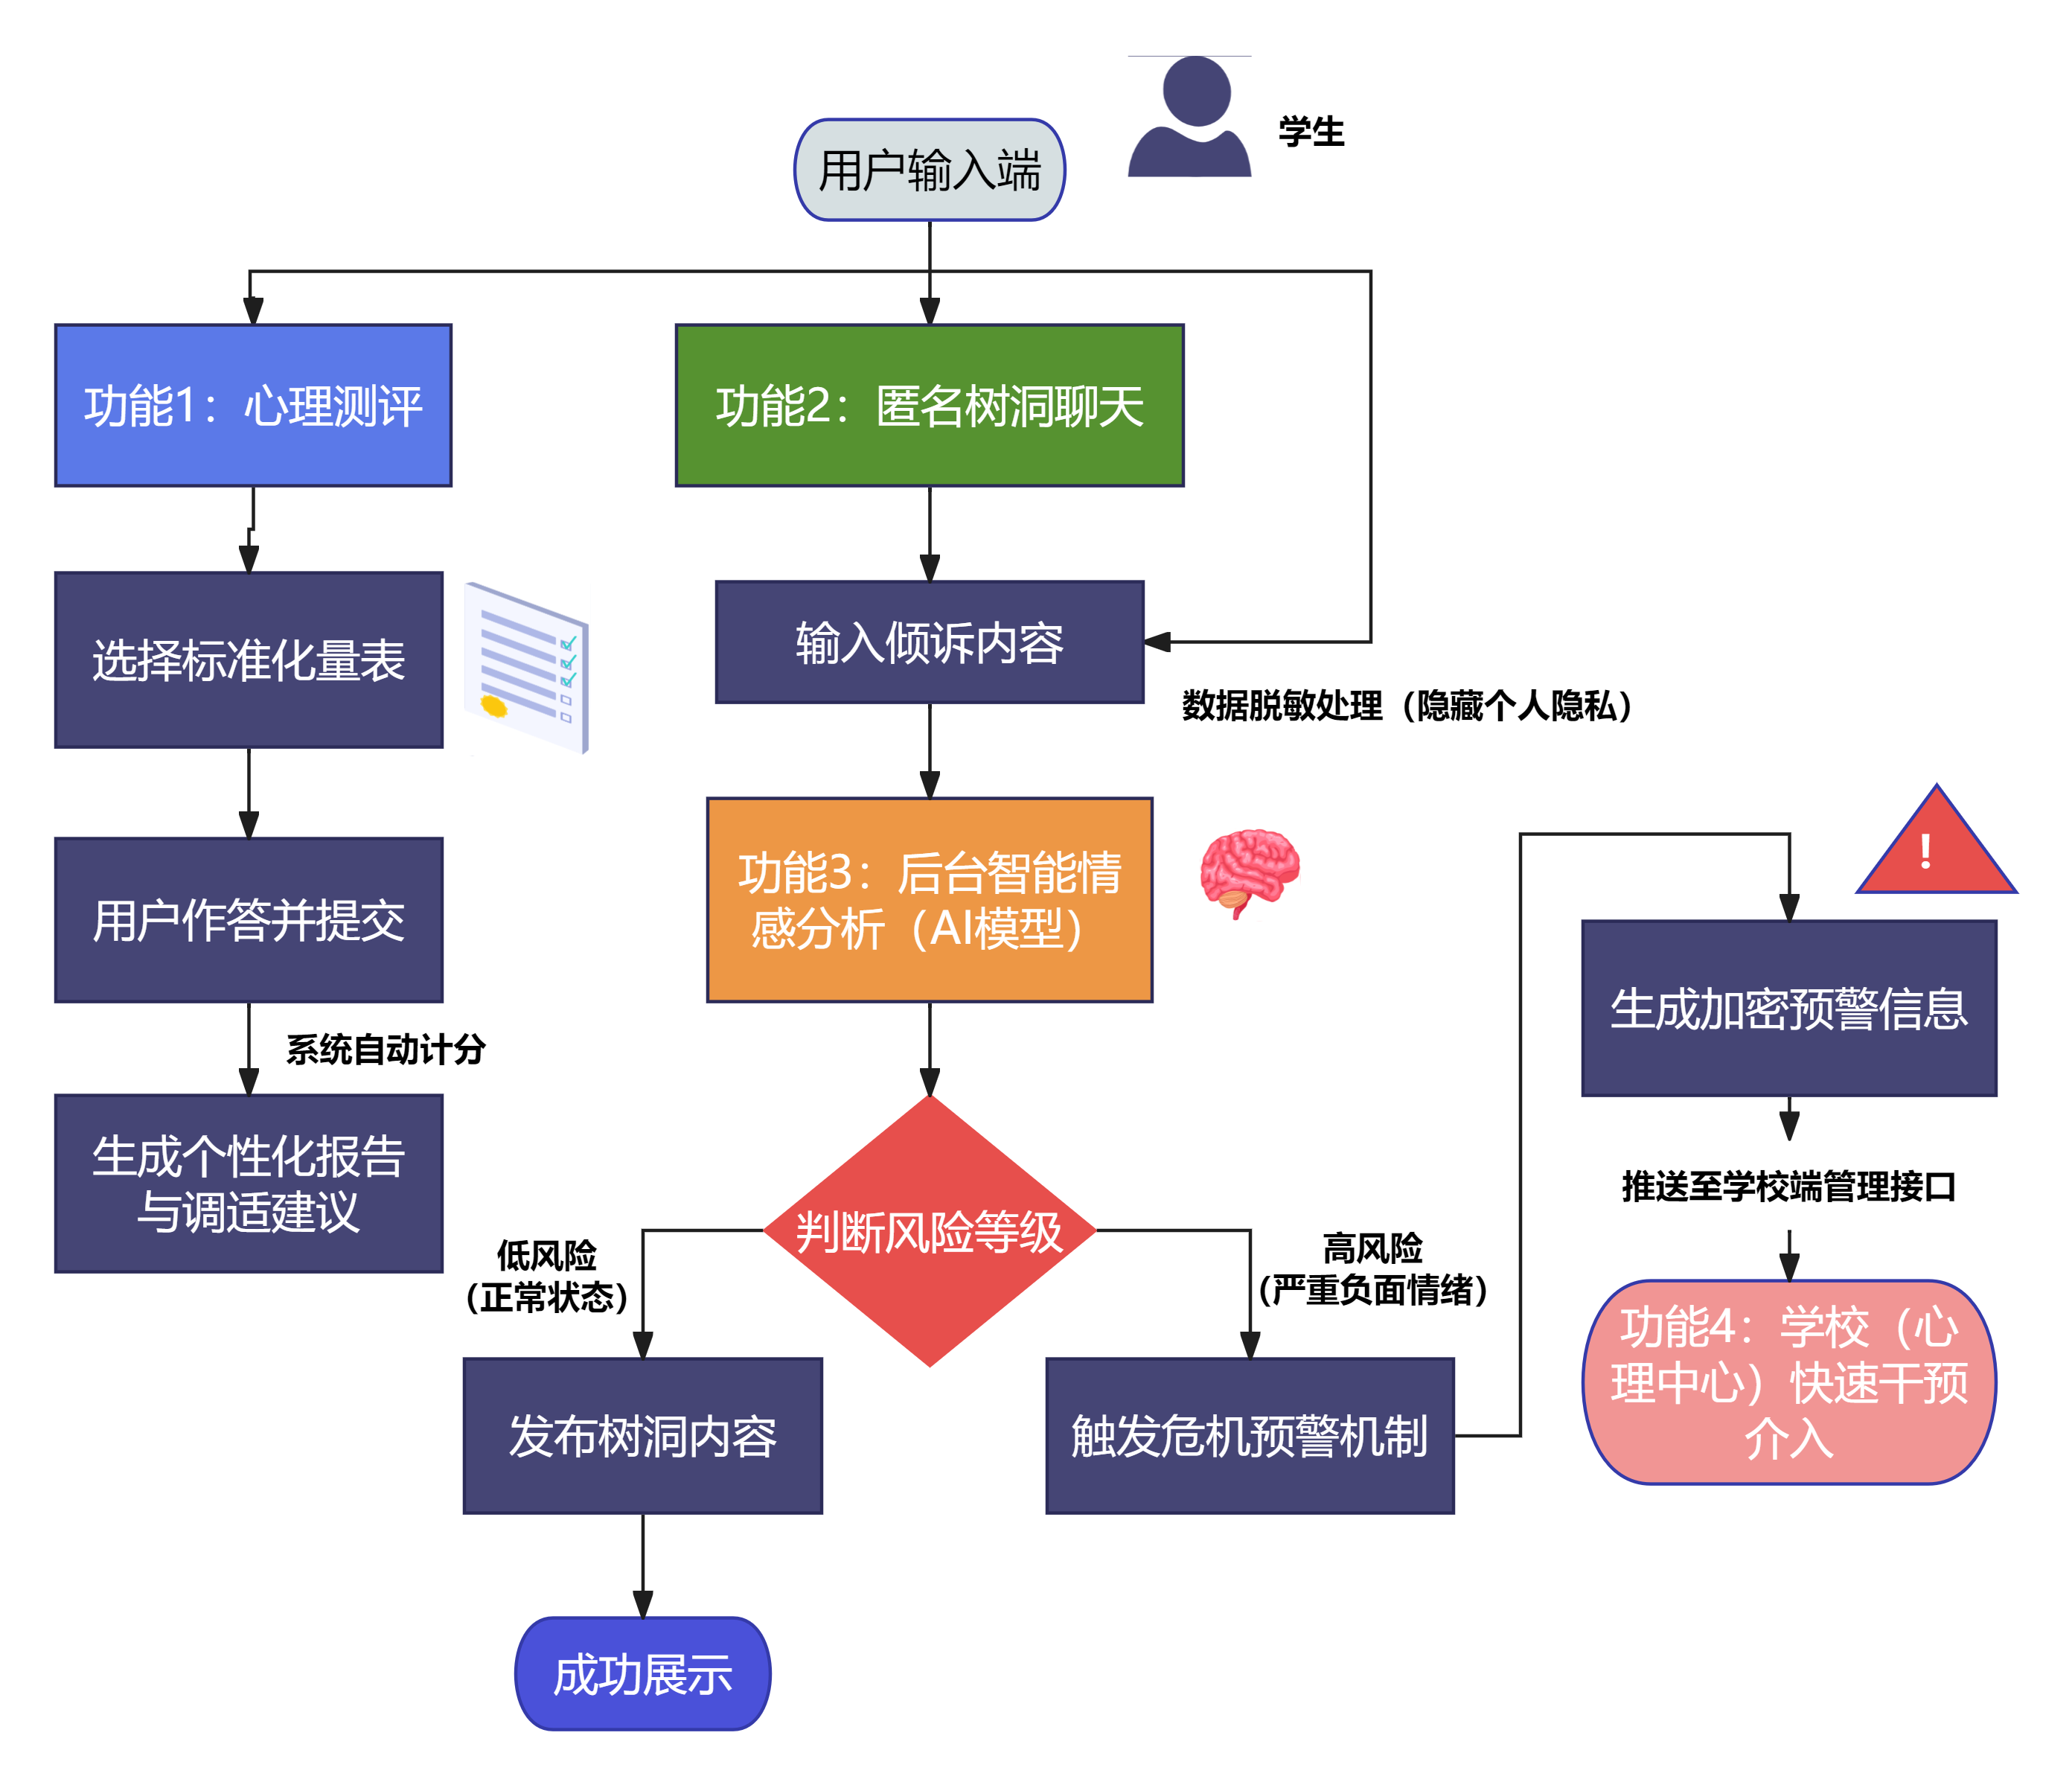 学生
用户输入端
功能1：心理测评
功能2：匿名树洞聊天
选择标准化量表
输入倾诉内容
数据脱敏处理（隐藏个人隐私）
用户作答并提交
功能3：后台智能情
感分析（AI模型）
!
生成加密预警信息
系统自动计分
生成个性化报告
与调适建议
判断风险等级
推送至学校端管理接口
低风险
（正常状态）
高风险
（严重负面情绪）
发布树洞内容
触发危机预警机制
功能4：学校（心
理中心）快速干预
介入
成功展示